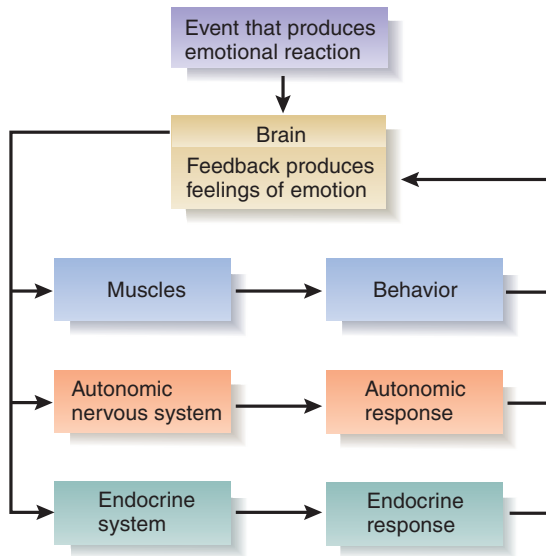 Event that produces
emotional reaction
Brain
Feedback produces
feelings of emotion
Muscles
Behavior
Autonomic
nervous system
Autonomic
response
Endocrine
system
Endocrine
response